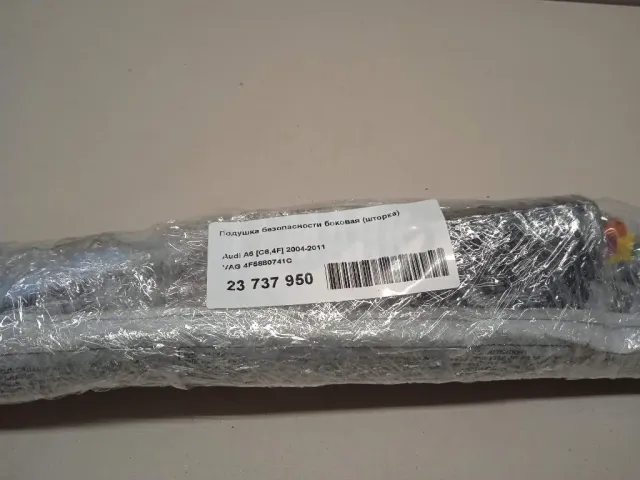 Подушка безопасности боковая (шторка)
Audi A6 [C6,4F] 2004-2011
VAG 4F5880741C
23 737 950